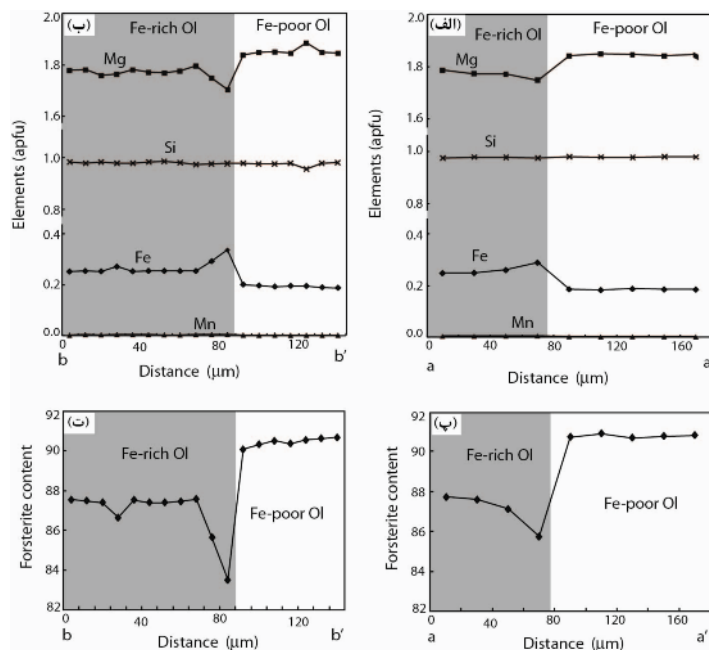 (ب)
Fe-rich Ol
Fe-poor Ol
2.0
1.8
1.6
1.0
0.8
0.4
0.2
0.0
Elements (apfu)
Mg
Si
Fe
Mn
0 40 80 120
b b'
Distance (μm)
(الف)
Fe-rich Ol
Fe-poor Ol
2.0
1.8
1.6
1.0
0.8
0.4
0.2
0.0
Elements (apfu)
Mg
Si
Fe
Mn
0 40 80 120 160
a a'
Distance (μm)
(ت)
Fe-rich Ol
Fe-poor Ol
92
90
88
86
84
82
Forsterite content
0 40 80 120
b b'
Distance (μm)
(پ)
Fe-rich Ol
Fe-poor Ol
92
90
88
86
84
82
Forsterite content
0 40 80 120 160
a a'
Distance (μm)